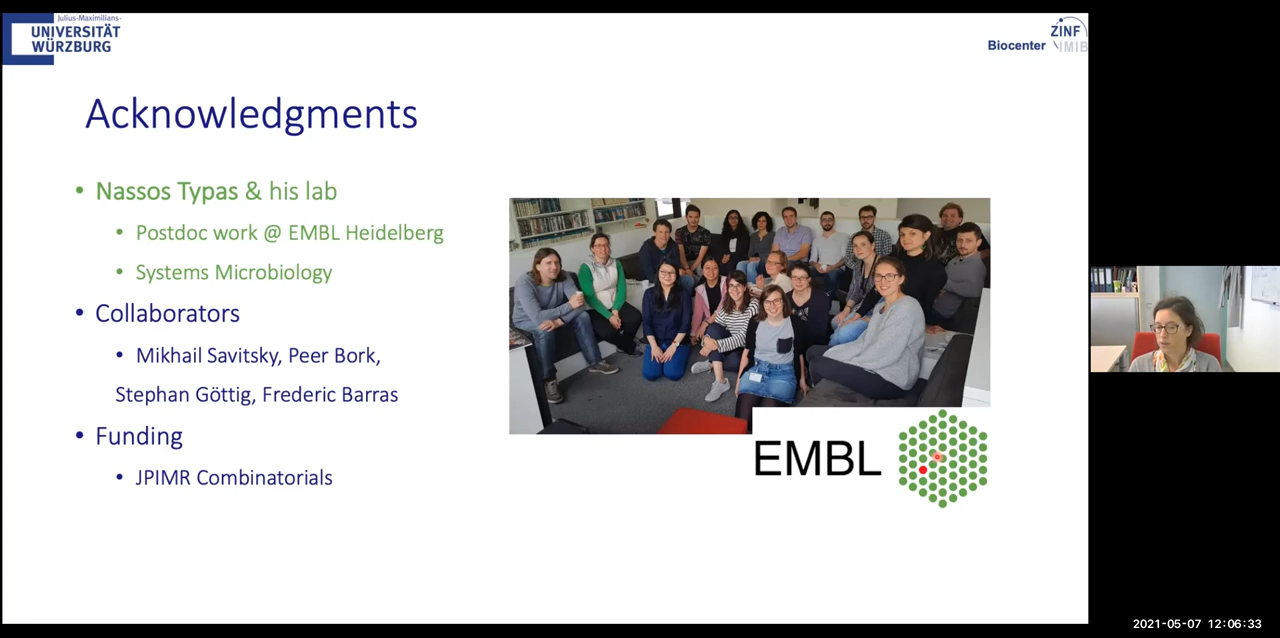 Julius-Maximilians-
UNIVERSITÄT
WÜRZBURG
ZINF
Biocenter
IMIB
Acknowledgments
• Nassos Typas & his lab
• Postdoc work @ EMBL Heidelberg
• Systems Microbiology
• Collaborators
• Mikhail Savitsky, Peer Bork,
Stephan Göttig, Frederic Barras
• Funding
• JPIMR Combinatorials
EMBL
2021-05-07 12:06:33